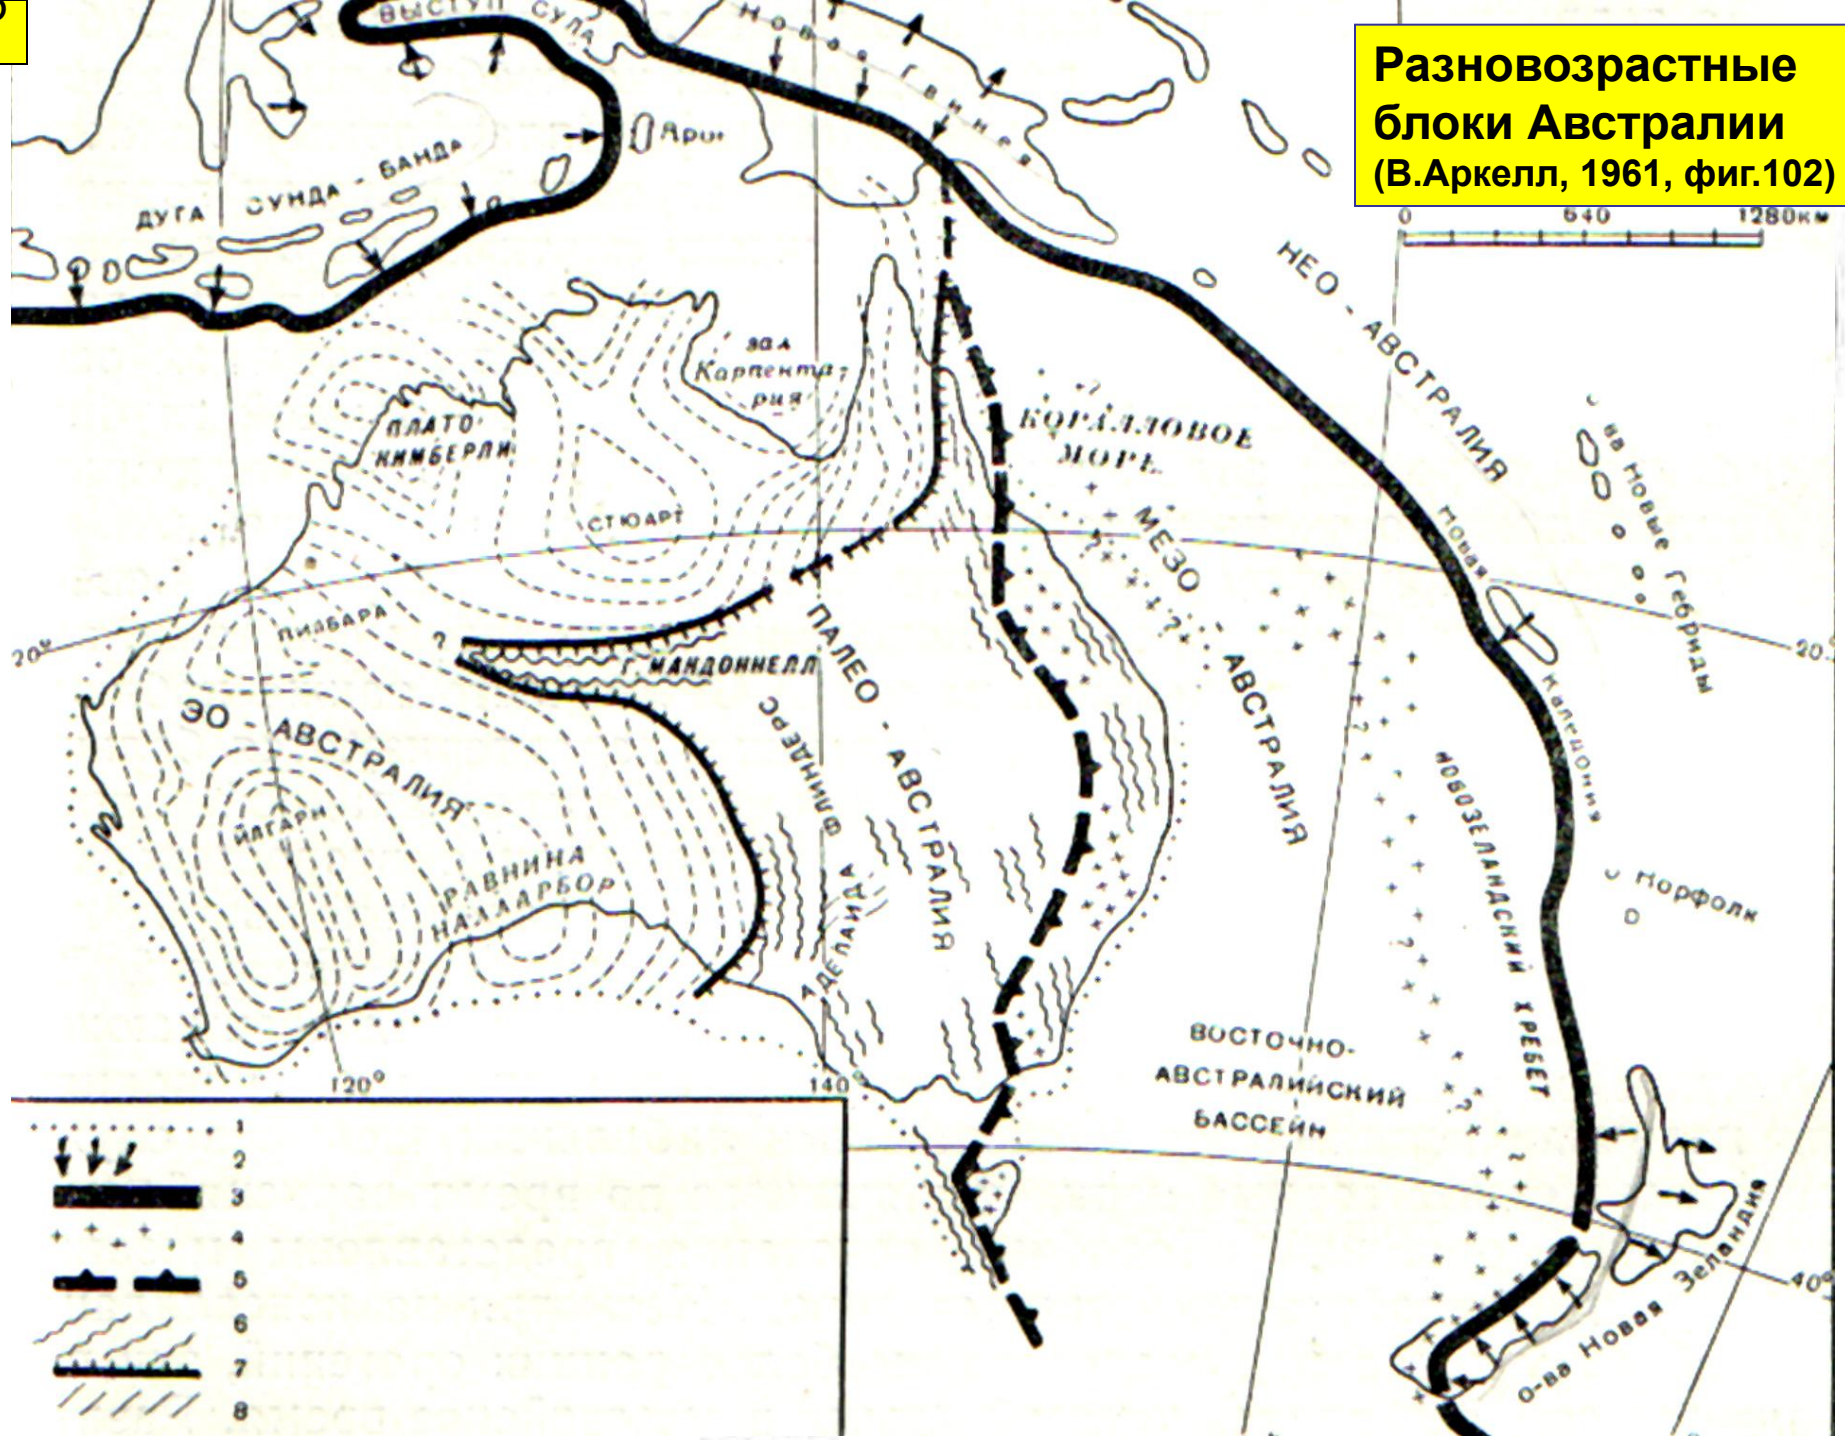 Разновозрастные
блоки Австралии
(В.Аркелл, 1961, фиг.102)
0 640 1280км
ВЫСТУП СУЛА
Новая Гвинея
ДУГА СУНДА - БАНДА
НЕО - АВСТРАЛИЯ
зал
Карпента-
рия
ПЛАТО
КИМБЕРЛИ
КОРАЛЛОВОЕ
МОРЕ
?
СТЮАРТ
ПИЛБАРА
?
Г. МАКДОННЕЛЛ
20°
20°
МЕЗО - АВСТРАЛИЯ
?
?
Новая Каледония
ва Новые Гебриды
ПАЛЕО - АВСТРАЛИЯ
ЭО - АВСТРАЛИЯ
ФЛИНДЕРС
АДЕЛАИДА
ЙИЛГАРН
РАВНИНА
НАЛЛАРБОР
НОВОЗЕЛАНДСКИЙ ХРЕБЕТ
Норфолк
ВОСТОЧНО-
АВСТРАЛИЙСКИЙ
БАССЕЙН
120°
140°
40°
о-ва Новая Зеландия
1
2
3
4
5
6
7
8